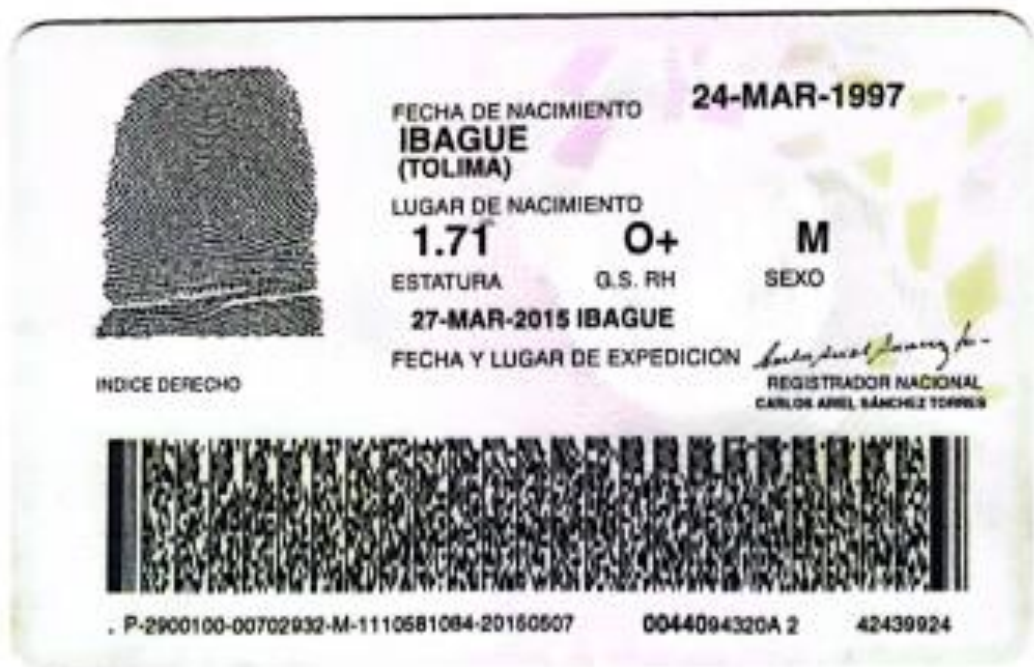 FECHA DE NACIMIENTO 24-MAR-1997
IBAGUE
(TOLIMA)
LUGAR DE NACIMIENTO
1.71 O+ M
ESTATURA G.S. RH SEXO
27-MAR-2015 IBAGUE
FECHA Y LUGAR DE EXPEDICION
INDICE DERECHO
REGISTRADOR NACIONAL
CARLOS ARIEL SÁNCHEZ TORRES
. P-2900100-00702932-M-1110581084-20150507 0044094320A 2 42439924